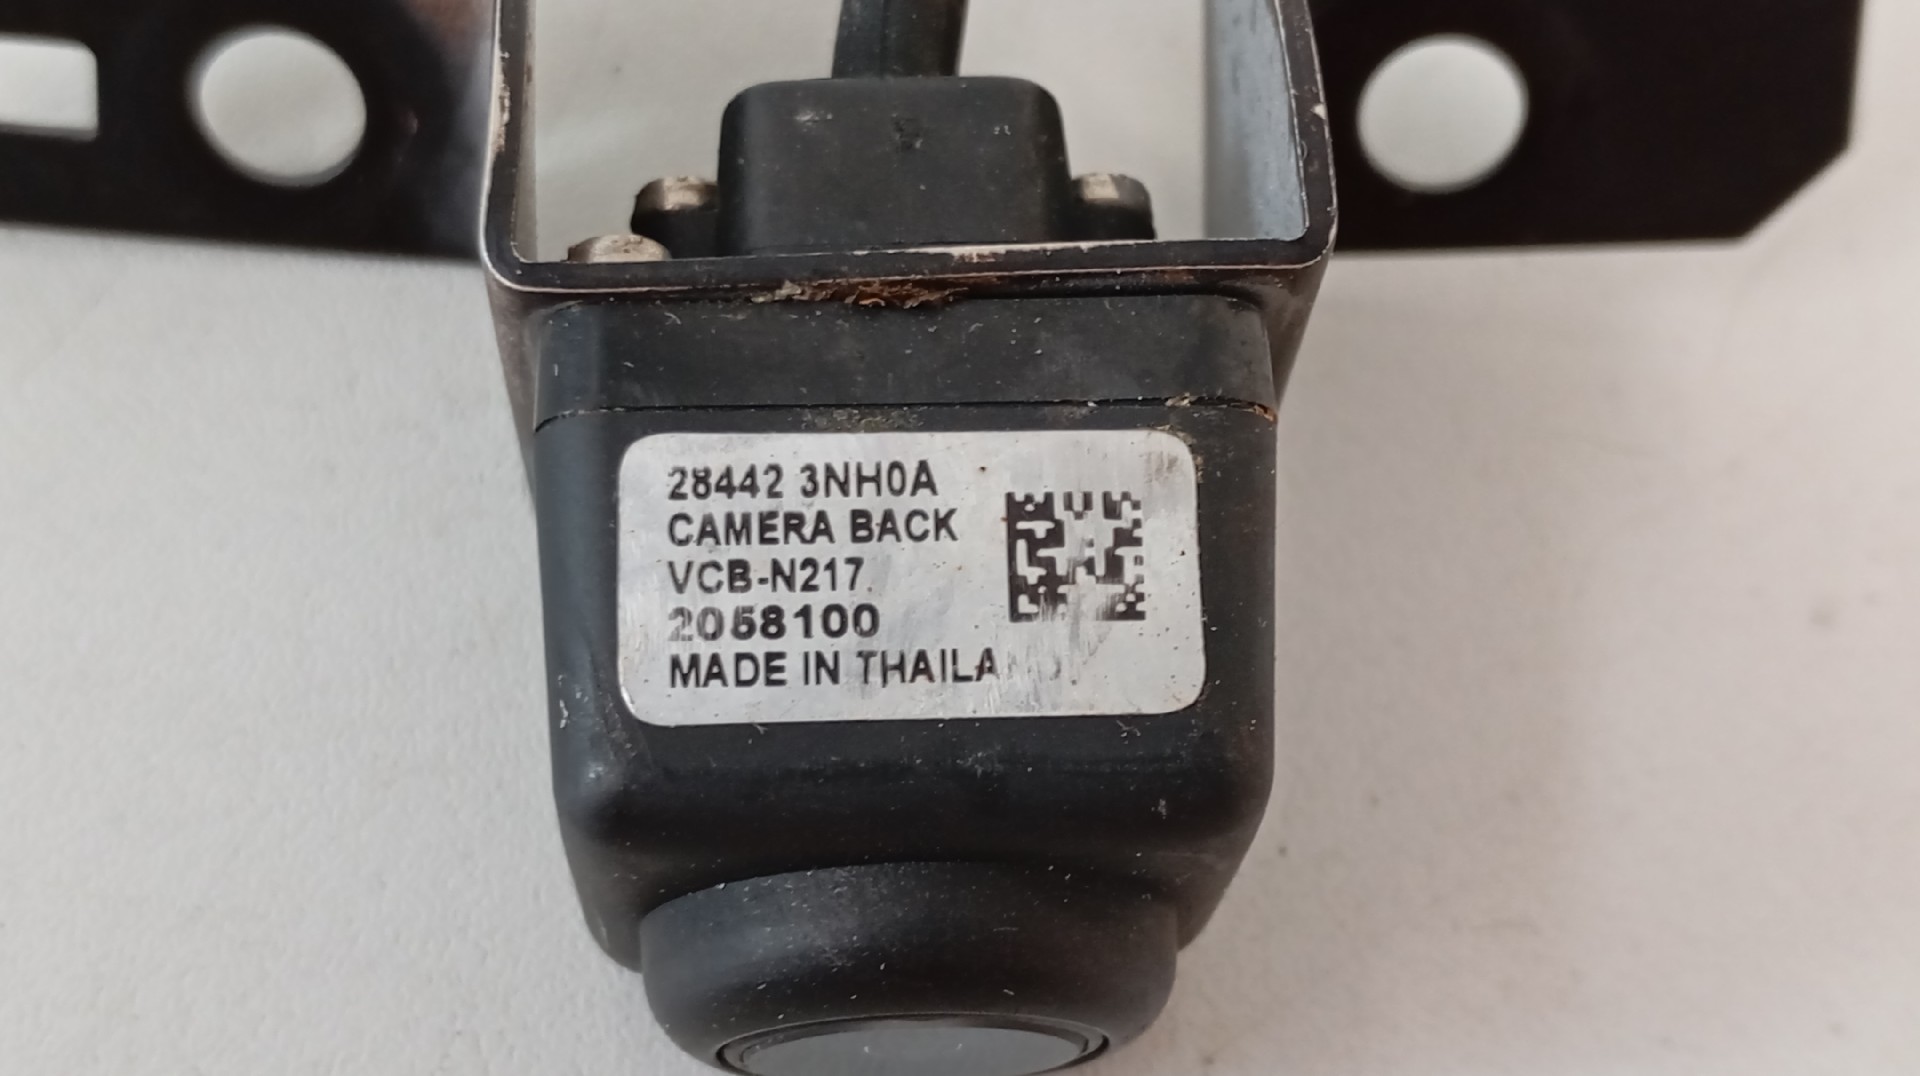 28442 3NH0A
CAMERA BACK
VCB-N217
2058100
MADE IN THAILA